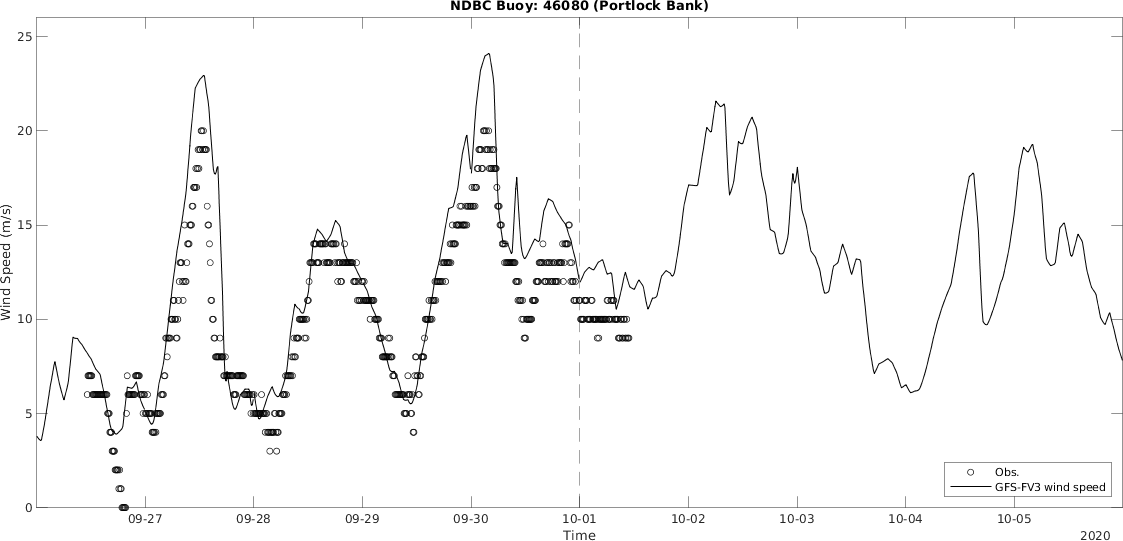 NDBC Buoy: 46080 (Portlock Bank)
25
20
15
10
5
0
Wind Speed (m/s)
09-27 09-28 09-29 09-30 10-01 10-02 10-03 10-04 10-05
Time
2020
Obs.
GFS-FV3 wind speed